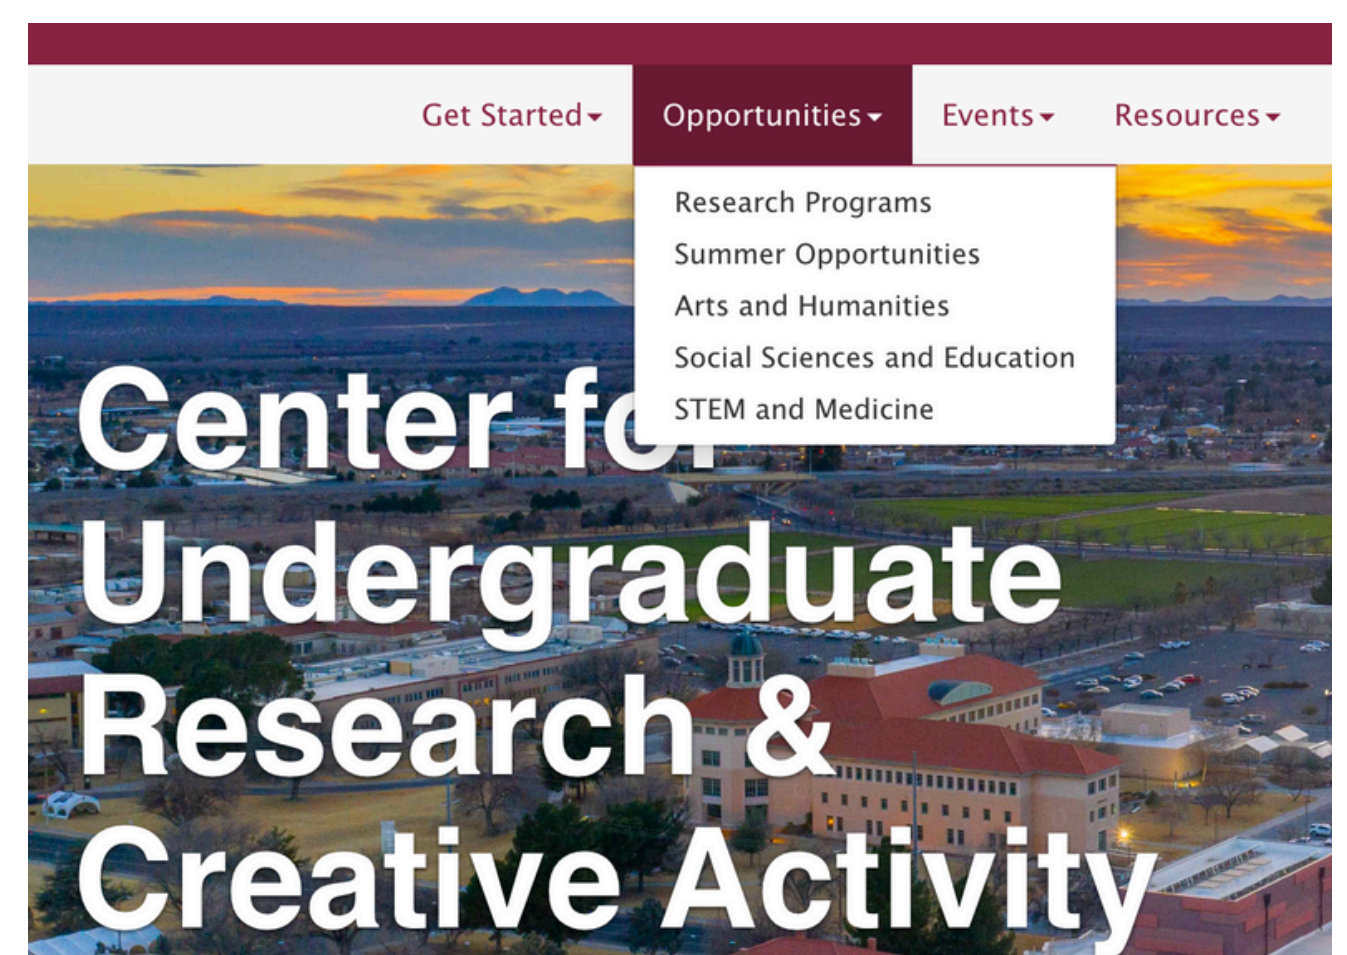 Get Started
Opportunities
Events
Resources
Research Programs
Summer Opportunities
Arts and Humanities
Social Sciences and Education
STEM and Medicine
Center for
Undergraduate
Research &
Creative Activity